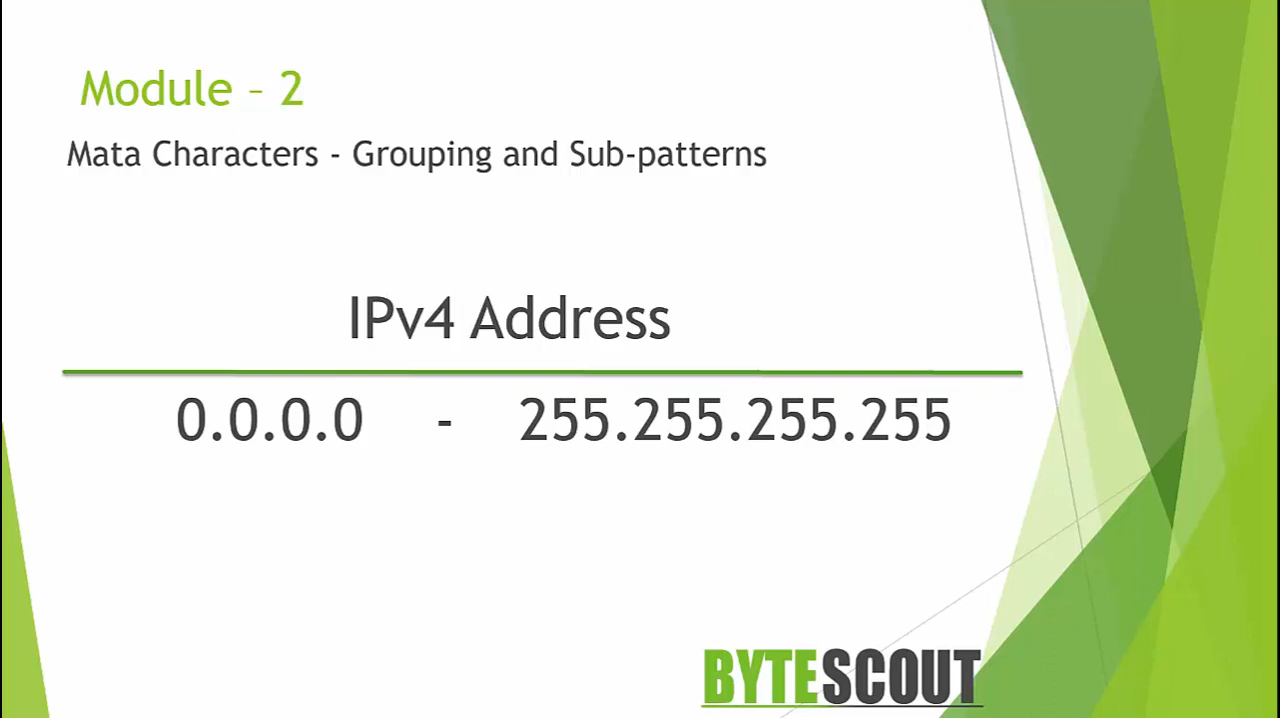 Module – 2
Mata Characters - Grouping and Sub-patterns
IPv4 Address
0.0.0.0 - 255.255.255.255
BYTESCOUT